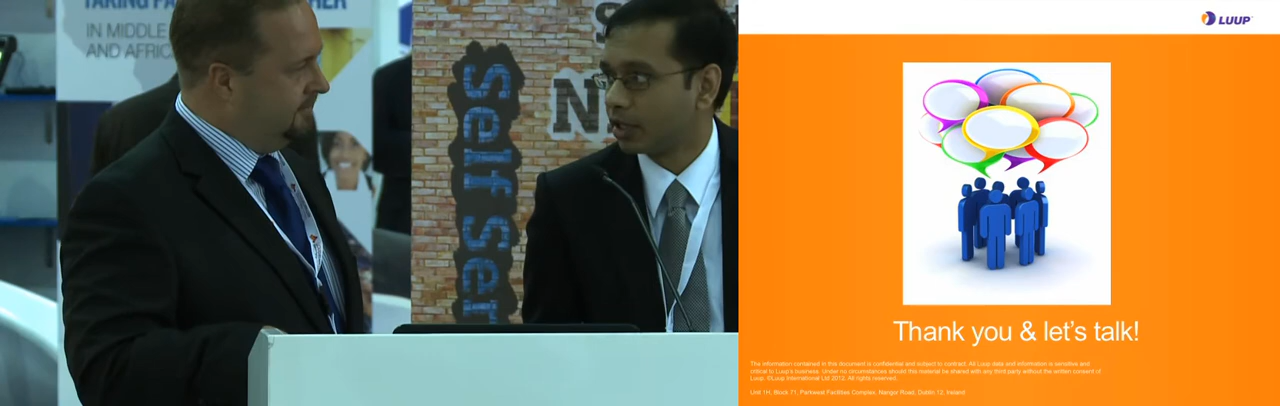 TAKING PA
HER
IN MIDDLE
AND AFRIC
Self Ser
N
LUUP
Thank you & let's talk!
The information contained in this document is confidential and subject to contract. All Luup data and information is sensitive and
critical to Luup's business. Under no circumstances should this material be shared with any third party without the written consent of
Luup. ©Luup International Ltd 2012. All rights reserved.
Unit 1H, Block 71, Parkwest Facilities Complex, Nangor Road, Dublin 12, Ireland